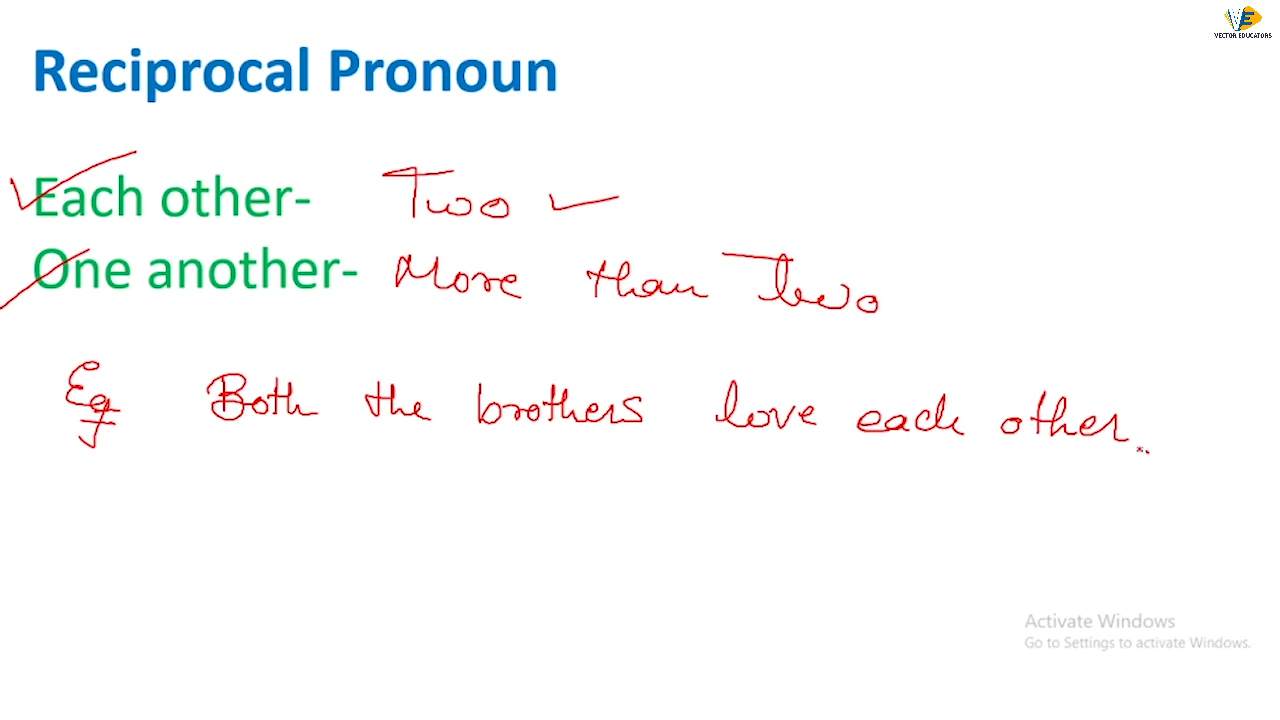 VE
VECTOR EDUCATORS
Reciprocal Pronoun
Each other- Two
One another- More than Two
Eg Both the brothers love each other.
Activate Windows
Go to Settings to activate Windows.